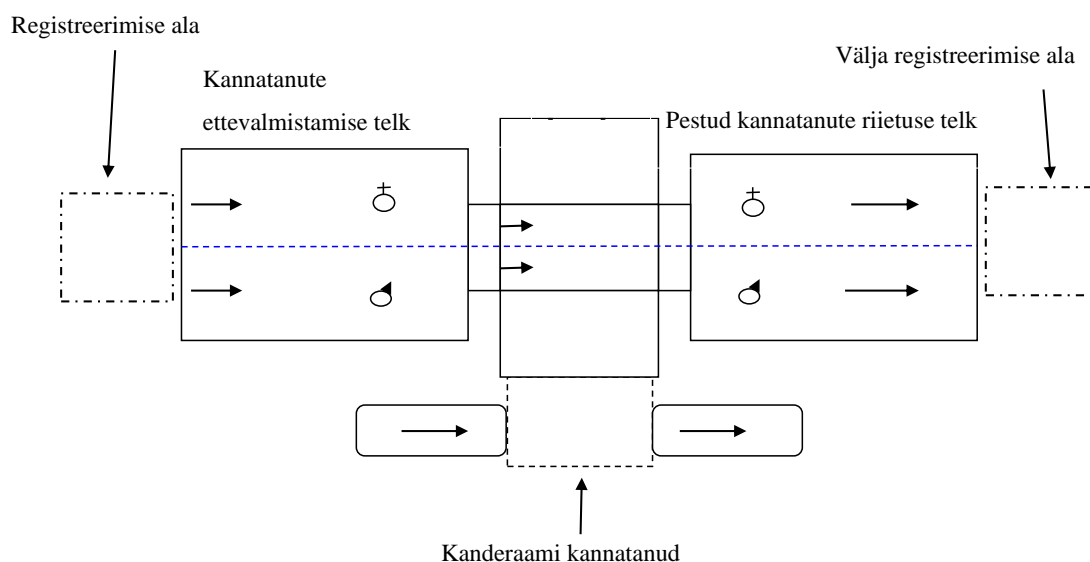 Registreerimise ala
Välja registreerimise ala
Kannatanute
ettevalmistamise telk
Pestud kannatanute riietuse telk
Kanderaami kannatanud